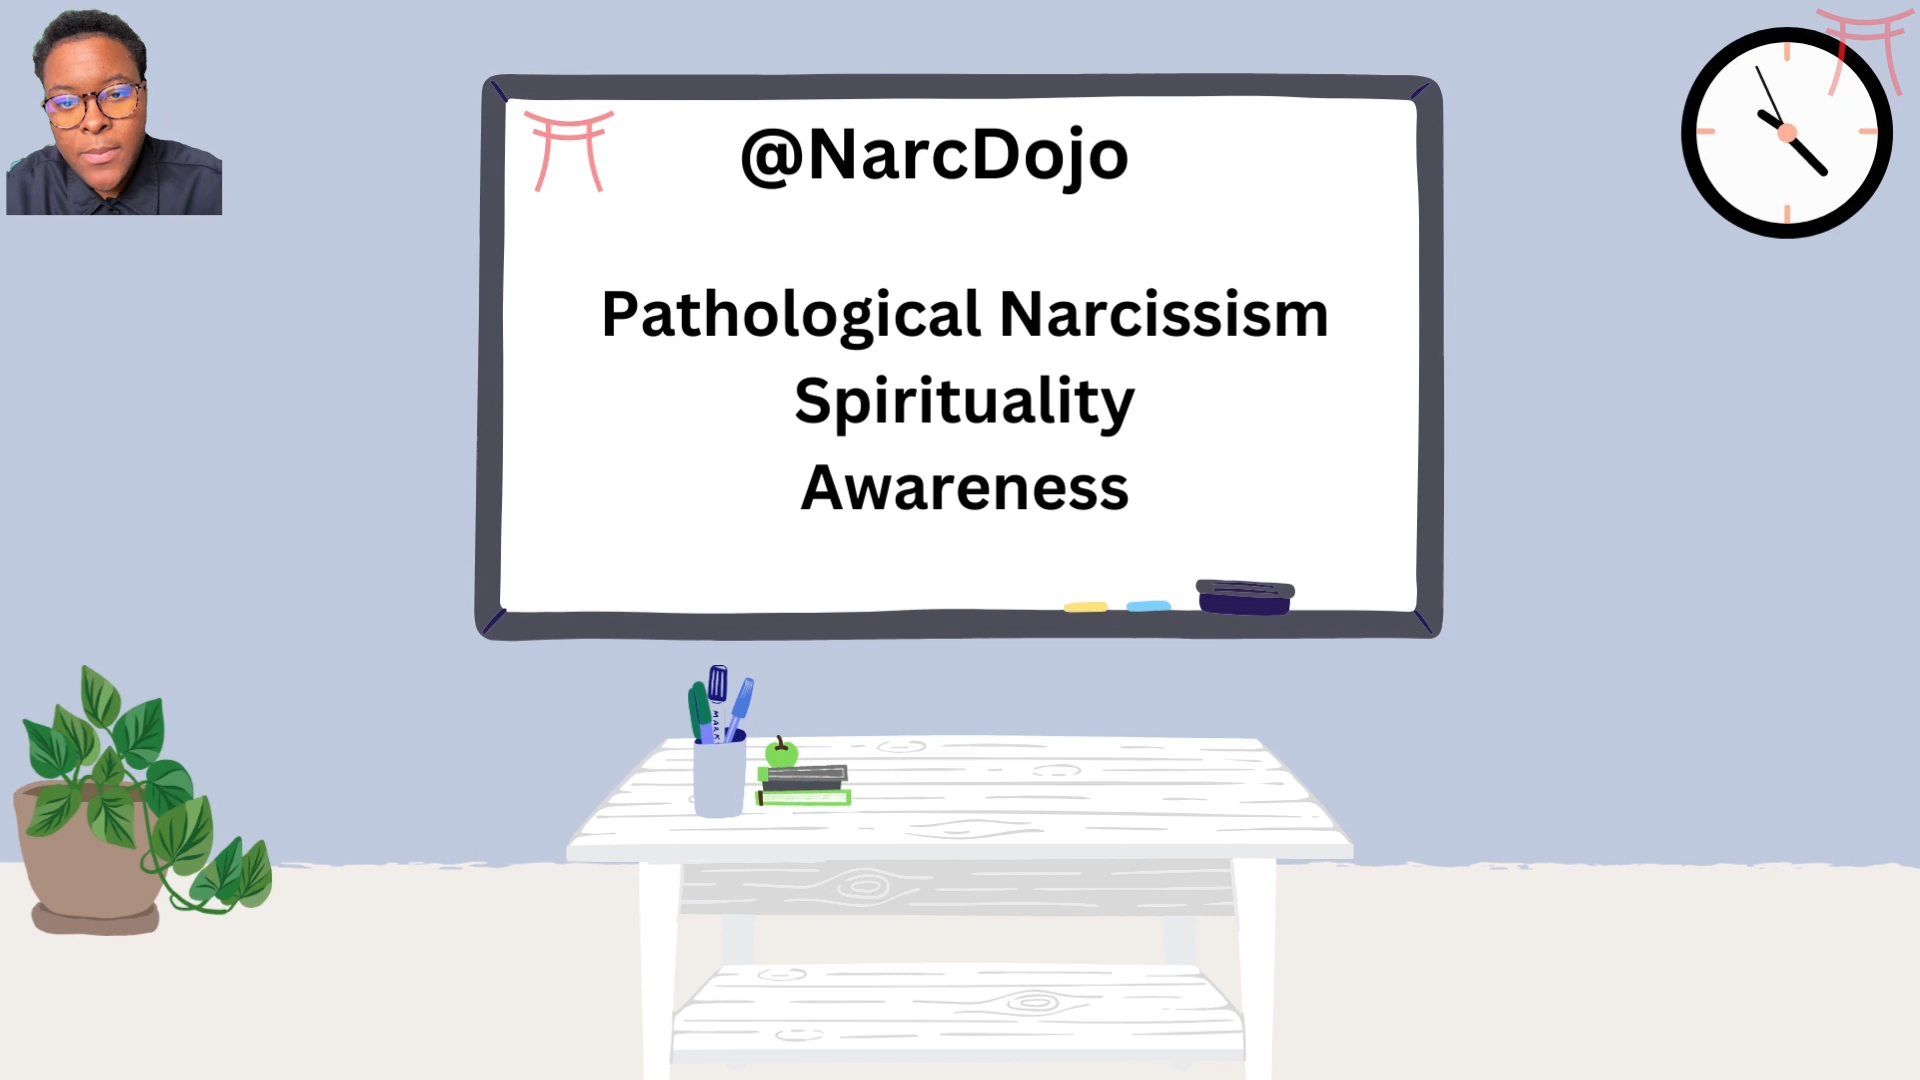 @NarcDojo
Pathological Narcissism
Spirituality
Awareness